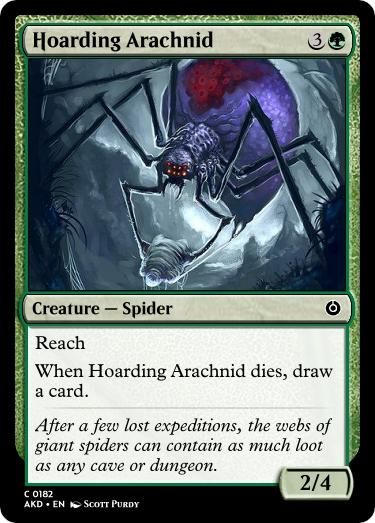 Hoarding Arachnid 3
Creature — Spider
Reach
When Hoarding Arachnid dies, draw
a card.
After a few lost expeditions, the webs of
giant spiders can contain as much loot
as any cave or dungeon.
2/4
C 0182
AKD • EN Scott Purdy